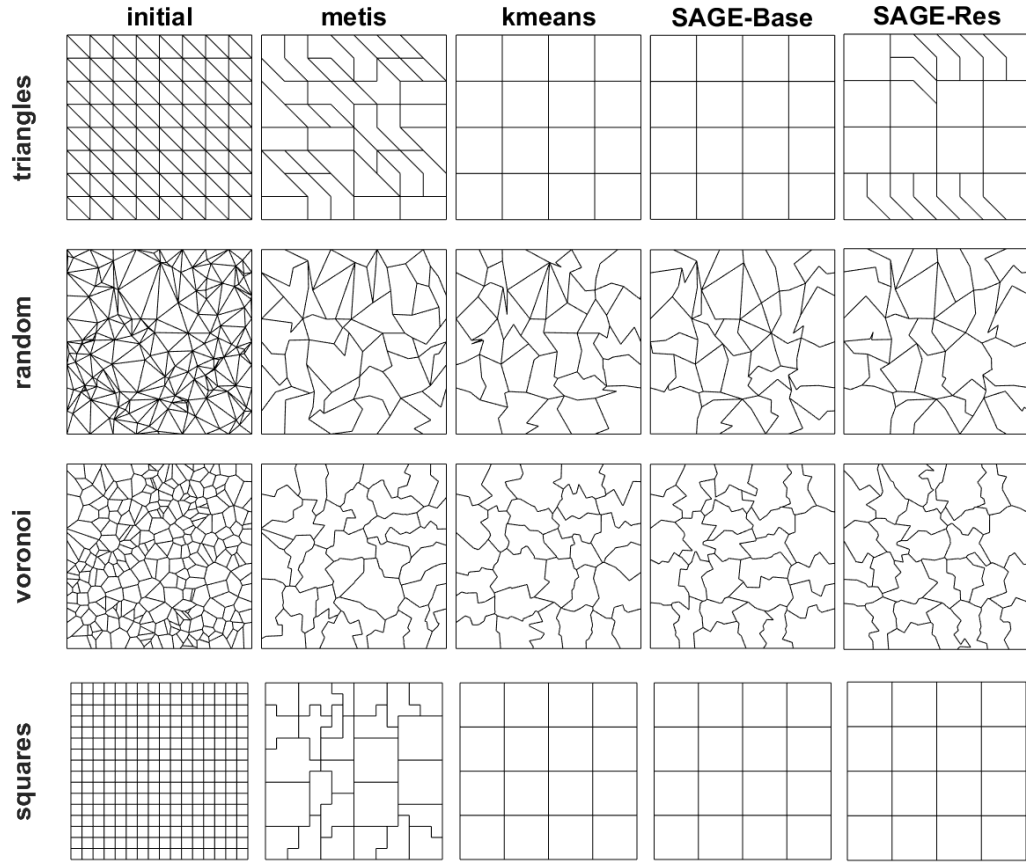 initial metis kmeans SAGE-Base SAGE-Res
triangles
random
voronoi
squares